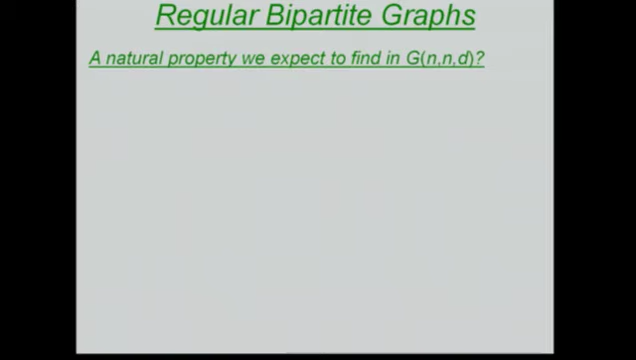 Regular Bipartite Graphs
A natural property we expect to find in G(n,n,d)?